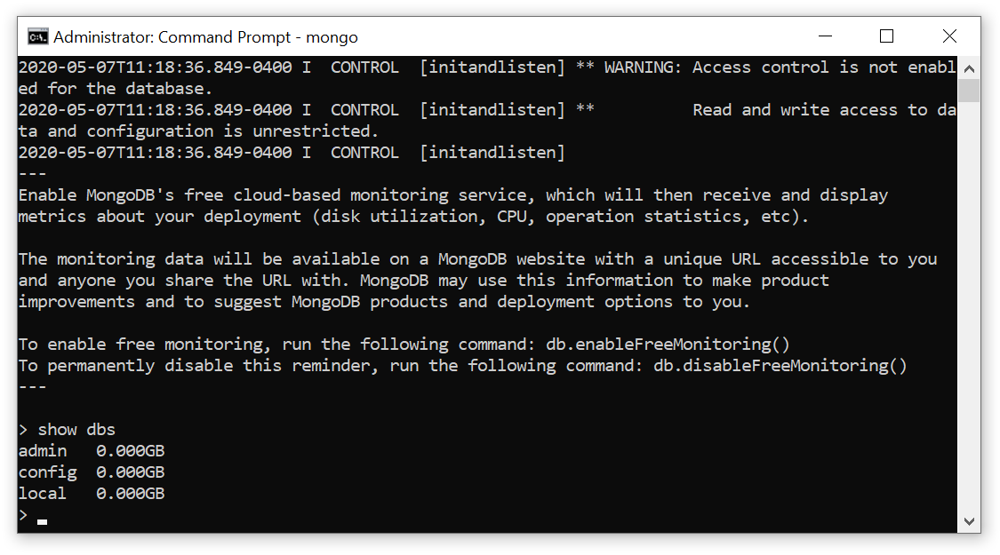 Administrator: Command Prompt - mongo
2020-05-07T11:18:36.849-0400 I  CONTROL  [initandlisten] ** WARNING: Access control is not enabl
ed for the database.
2020-05-07T11:18:36.849-0400 I  CONTROL  [initandlisten] **          Read and write access to da
ta and configuration is unrestricted.
2020-05-07T11:18:36.849-0400 I  CONTROL  [initandlisten]
---
Enable MongoDB's free cloud-based monitoring service, which will then receive and display
metrics about your deployment (disk utilization, CPU, operation statistics, etc).
The monitoring data will be available on a MongoDB website with a unique URL accessible to you
and anyone you share the URL with. MongoDB may use this information to make product
improvements and to suggest MongoDB products and deployment options to you.
To enable free monitoring, run the following command: db.enableFreeMonitoring()
To permanently disable this reminder, run the following command: db.disableFreeMonitoring()
---
> show dbs
admin   0.000GB
config  0.000GB
local   0.000GB
>